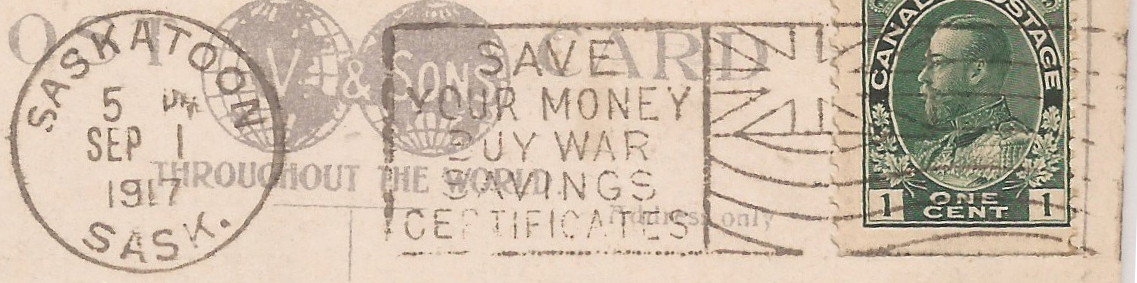 SASKATOON
5 PM
SEP 1
1917
SASK.
SAVE
YOUR MONEY
BUY WAR
SAVINGS
CERTIFICATES
CARD
& SONS
THROUGHOUT THE WORLD
Address only
CANADA POSTAGE
1 ONE CENT 1